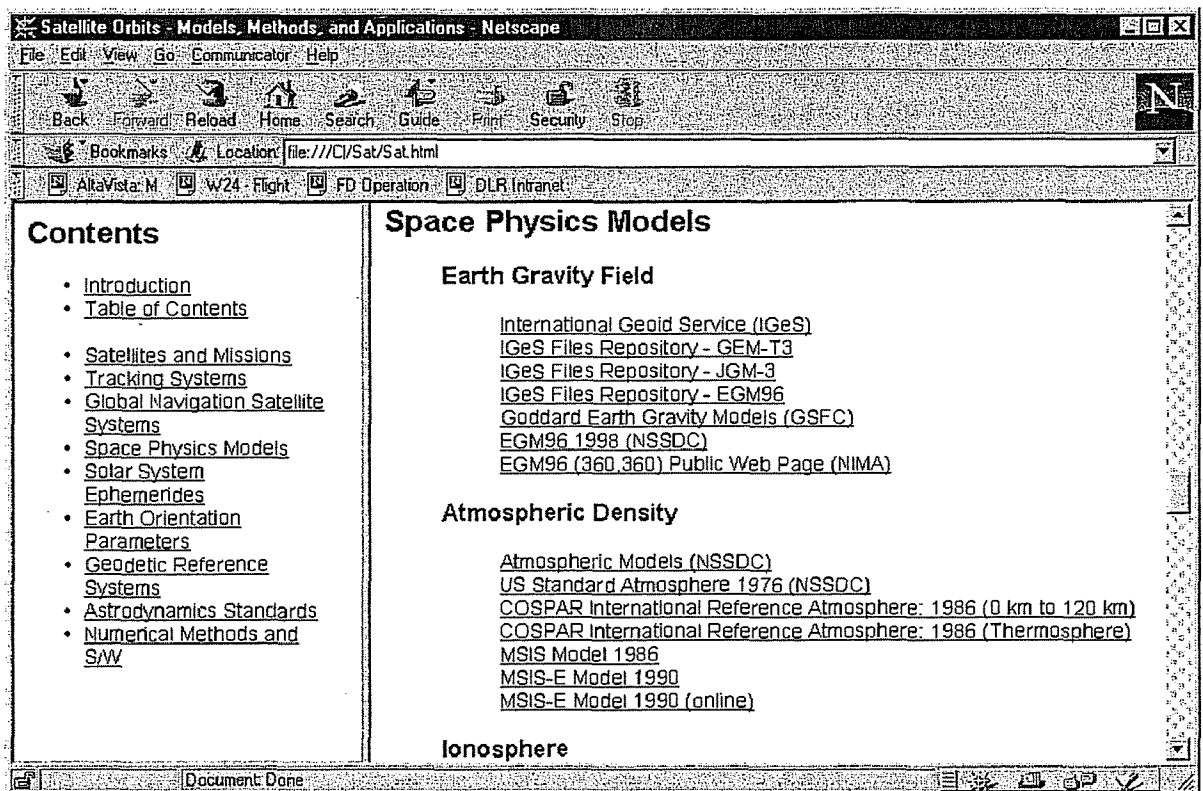 Satellite Orbits - Models, Methods, and Applications - Netscape
File Edit View Go Communicator Help
Back Forward Reload Home Search Guide Print Security Stop
N
Bookmarks Location: file:///C|/Sat/Sat.html
AltaVista: M W24 - Flight FD Operation DLR Intranet
Contents
• Introduction
• Table of Contents
• Satellites and Missions
• Tracking Systems
• Global Navigation Satellite
Systems
• Space Physics Models
• Solar System
Ephemerides
• Earth Orientation
Parameters
• Geodetic Reference
Systems
• Astrodynamics Standards
• Numerical Methods and
S/W
Space Physics Models
Earth Gravity Field
International Geoid Service (IGeS)
IGeS Files Repository - GEM-T3
IGeS Files Repository - JGM-3
IGeS Files Repository - EGM96
Goddard Earth Gravity Models (GSFC)
EGM96 1998 (NSSDC)
EGM96 (360,360) Public Web Page (NIMA)
Atmospheric Density
Atmospheric Models (NSSDC)
US Standard Atmosphere 1976 (NSSDC)
COSPAR International Reference Atmosphere: 1986 (0 km to 120 km)
COSPAR International Reference Atmosphere: 1986 (Thermosphere)
MSIS Model 1986
MSIS-E Model 1990
MSIS-E Model 1990 (online)
Ionosphere
Document: Done